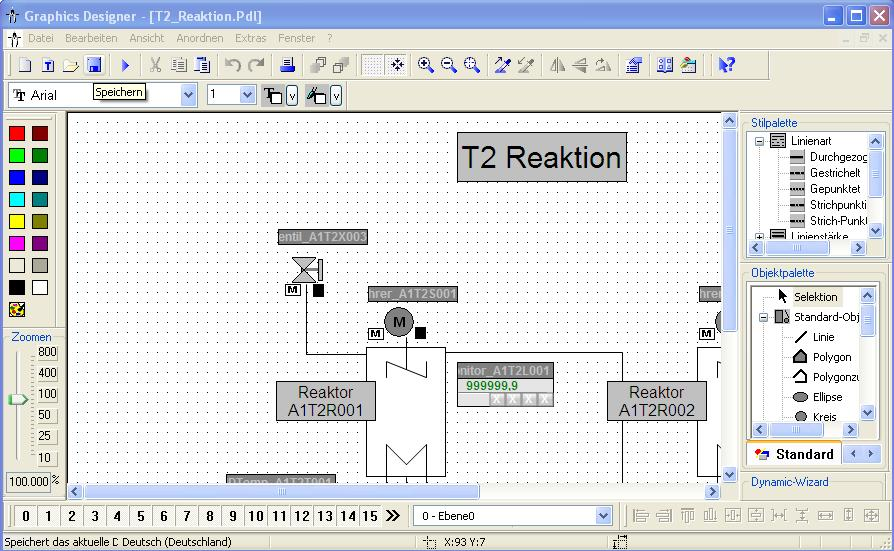 Graphics Designer - [T2_Reaktion.Pdl]
Datei Bearbeiten Ansicht Anordnen Extras Fenster ?
Arial
Speichern
1
Stilpalette
Linienart
Durchgezog
Gestrichelt
Gepunktet
Strichpunkti
Strich-Punkt
Linienstärke
T2 Reaktion
entil_A1T2X003
M
hrer_A1T2S001
M
M
Reaktor
A1T2R001
onitor_A1T2L001
999999,9
X X X X
Reaktor
A1T2R002
M
DTemp_A1T2T001
Zoomen
800
400
100
50
25
10
100.000 %
Objektpalette
Selektion
Standard-Obj
Linie
Polygon
Polygonzu
Ellipse
Kreis
Standard
Dynamic-Wizard
0 1 2 3 4 5 6 7 8 9 10 11 12 13 14 15
0 - Ebene0
Speichert das aktuelle D Deutsch (Deutschland)
X:93 Y:7